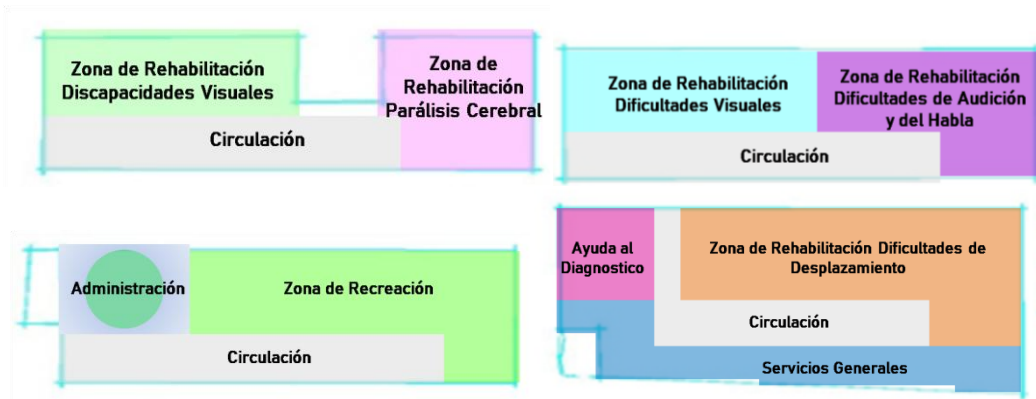 Zona de Rehabilitación
Discapacidades Visuales
Zona de
Rehabilitación
Parálisis Cerebral
Circulación
Zona de Rehabilitación
Dificultades Visuales
Zona de Rehabilitación
Dificultades de Audición
y del Habla
Circulación
Administración
Zona de Recreación
Circulación
Ayuda al
Diagnostico
Zona de Rehabilitación Dificultades de
Desplazamiento
Circulación
Servicios Generales